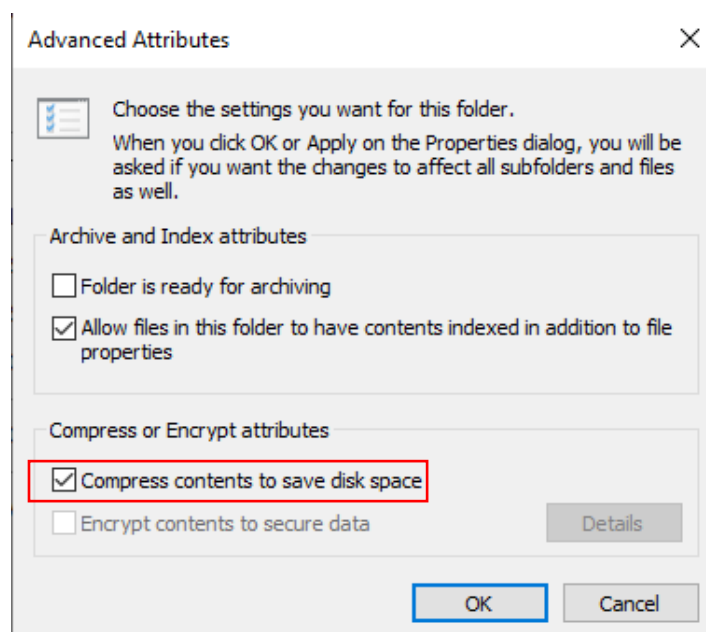 Advanced Attributes
Choose the settings you want for this folder.
When you click OK or Apply on the Properties dialog, you will be
asked if you want the changes to affect all subfolders and files
as well.
Archive and Index attributes
Folder is ready for archiving
Allow files in this folder to have contents indexed in addition to file
properties
Compress or Encrypt attributes
Compress contents to save disk space
Encrypt contents to secure data
Details
OK
Cancel